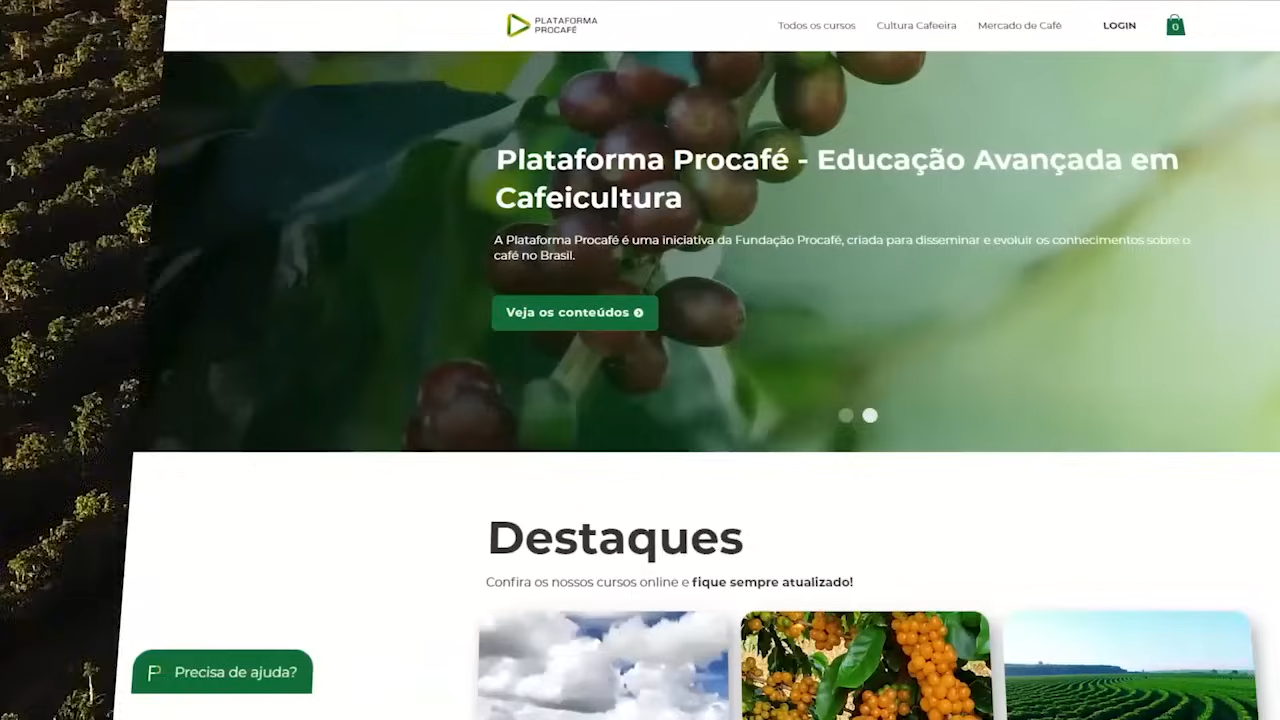 PLATAFORMA
PROCAFÉ
Todos os cursos
Cultura Cafeeira
Mercado de Café
LOGIN
0
Plataforma Procafé - Educação Avançada em
Cafeicultura
A Plataforma Procafé é uma iniciativa da Fundação Procafé, criada para disseminar e evoluir os conhecimentos sobre o
café no Brasil.
Veja os conteúdos
Destaques
Confira os nossos cursos online e fique sempre atualizado!
Precisa de ajuda?